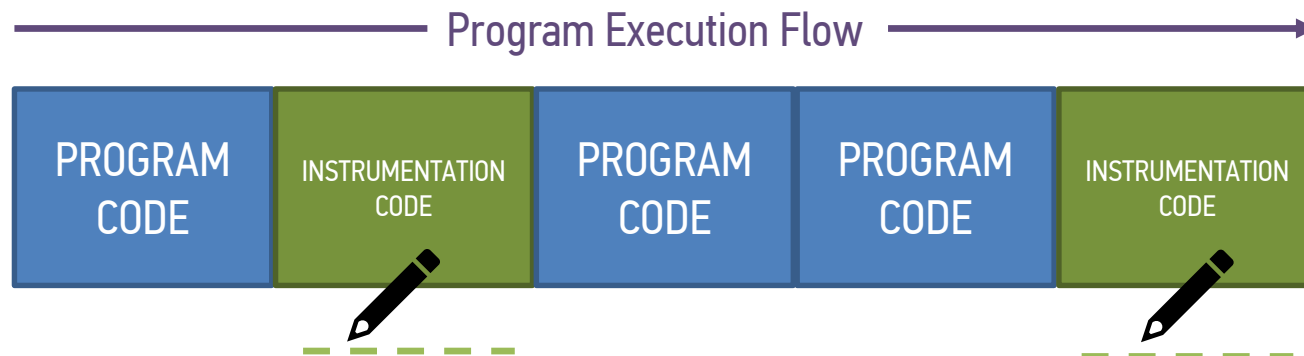 Program Execution Flow
PROGRAM
CODE
INSTRUMENTATION
CODE
PROGRAM
CODE
PROGRAM
CODE
INSTRUMENTATION
CODE